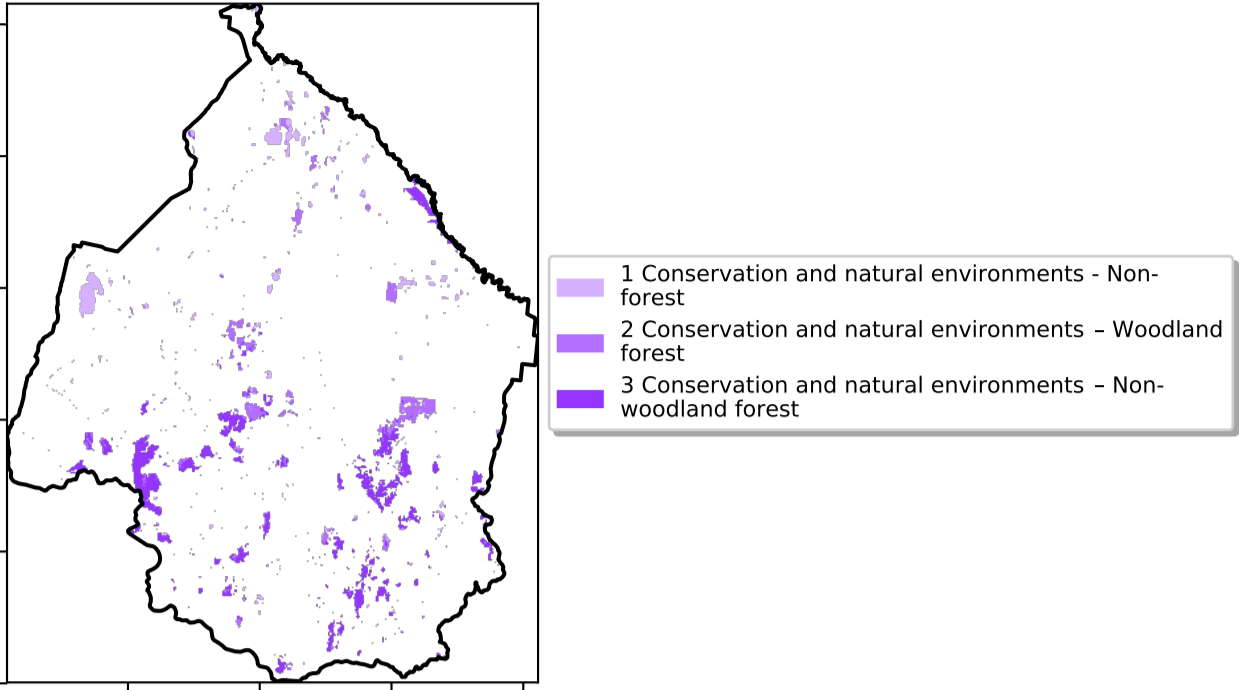 1 Conservation and natural environments - Non-
forest
2 Conservation and natural environments – Woodland
forest
3 Conservation and natural environments – Non-
woodland forest